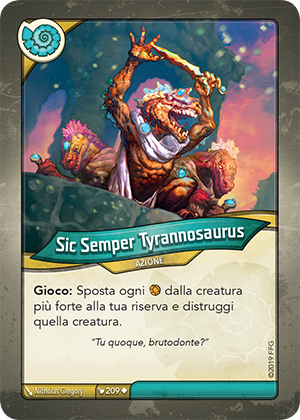 Sic Semper Tyrannosaurus
AZIONE
Gioco: Sposta ogni dalla creatura
più forte alla tua riserva e distruggi
quella creatura.
"Tu quoque, brutodonte?"
©2019 FFG
Nicholas Gregory
209